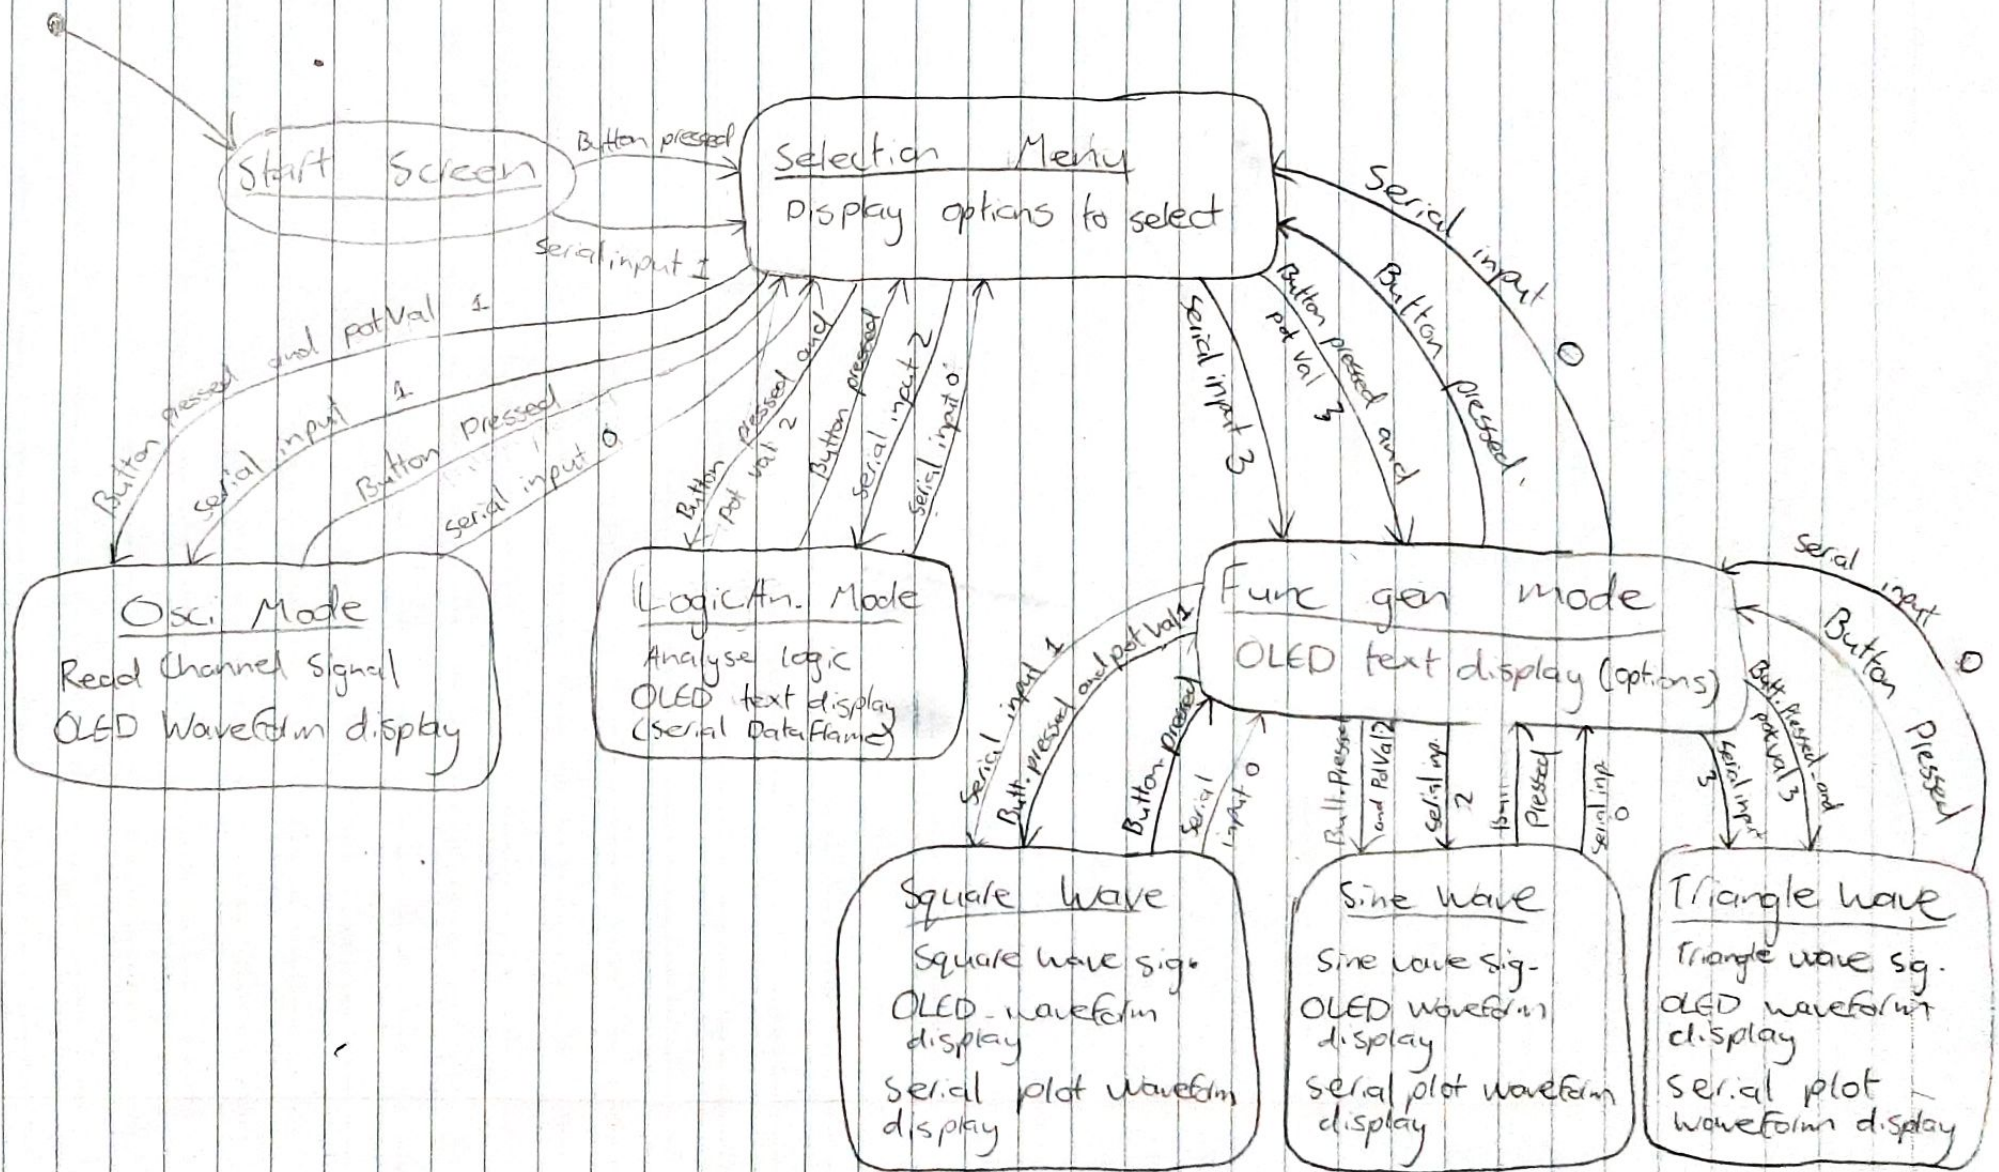 Start Screen
Button pressed
Serial input 1
Selection Menu
Display options to select
Button pressed and potVal 1
serial input 1
Button Pressed
serial input 0
Button pressed and
pot val 2
Button pressed
serial input 2
serial input 0
Serial input 3
Button pressed and
pot val 3
Button pressed.
Serial input 0
Osci Mode
Read Channel Signal
OLED Waveform display
LogicAn. Mode
Analyse logic
OLED text display
(Serial DataFrame)
Func gen mode
OLED text display (options)
Serial input 1
Butt. pressed and potVal 1
Button pressed
Serial
input 0
Butt. Pressed
and PotVal 2
Serial inp.
2
Pressed
Serial inp.
0
Serial input
3
Butt. Pressed and
potVal 3
Button Pressed
Serial input 0
Square Wave
Square wave sig.
OLED waveform
display
Serial plot waveform
display
Sine Wave
Sine wave sig.
OLED waveform
display
Serial plot waveform
display
Triangle Wave
Triangle wave sg.
OLED waveform
display
Serial plot
waveform display